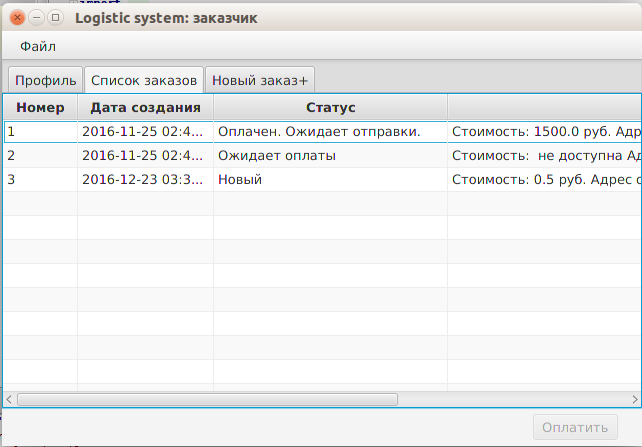 Logistic system: заказчик
Файл
Профиль Список заказов Новый заказ+
Номер Дата создания Статус
1 2016-11-25 02:4... Оплачен. Ожидает отправки. Стоимость: 1500.0 руб. Адр
2 2016-11-25 02:4... Ожидает оплаты Стоимость:  не доступна Ад
3 2016-12-23 03:3... Новый Стоимость: 0.5 руб. Адрес
Оплатить